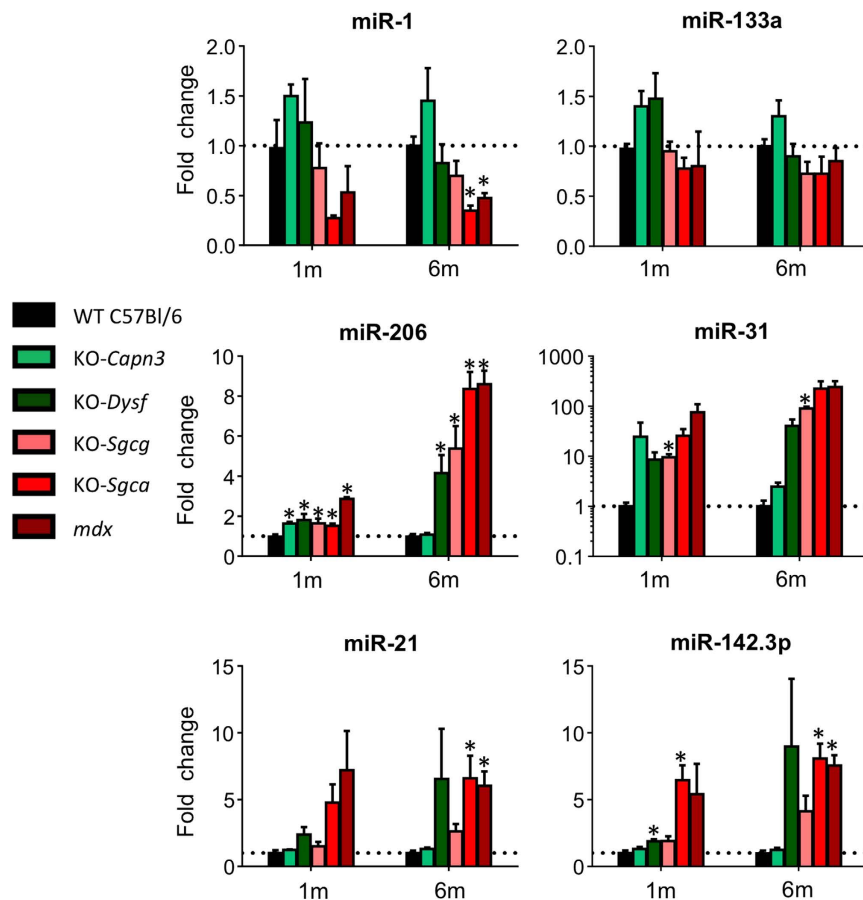 miR-1
miR-133a
Fold change
2.0
1.5
1.0
0.5
0.0
1m
6m
2.0
1.5
1.0
0.5
0.0
1m
6m
* *
WT C57Bl/6
KO-Capn3
KO-Dysf
KO-Sgcg
KO-Sgca
mdx
miR-206
miR-31
Fold change
10
8
6
4
2
0
1m
6m
* * * * *
* * * *
1000
100
10
1
0.1
1m
6m
*
*
miR-21
miR-142.3p
Fold change
15
10
5
0
1m
6m
* *
15
10
5
0
1m
6m
* *
* *